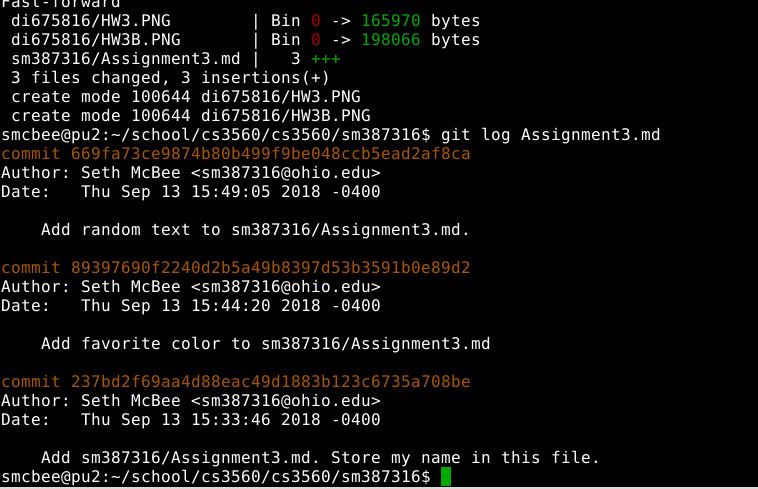 Fast-forward
di675816/HW3.PNG | Bin 0 -> 165970 bytes
di675816/HW3B.PNG | Bin 0 -> 198066 bytes
sm387316/Assignment3.md | 3 +++
3 files changed, 3 insertions(+)
create mode 100644 di675816/HW3.PNG
create mode 100644 di675816/HW3B.PNG
smcbee@pu2:~/school/cs3560/cs3560/sm387316$ git log Assignment3.md
commit 669fa73ce9874b80b499f9be048ccb5ead2af8ca
Author: Seth McBee <sm387316@ohio.edu>
Date: Thu Sep 13 15:49:05 2018 -0400
Add random text to sm387316/Assignment3.md.
commit 89397690f2240d2b5a49b8397d53b3591b0e89d2
Author: Seth McBee <sm387316@ohio.edu>
Date: Thu Sep 13 15:44:20 2018 -0400
Add favorite color to sm387316/Assignment3.md
commit 237bd2f69aa4d88eac49d1883b123c6735a708be
Author: Seth McBee <sm387316@ohio.edu>
Date: Thu Sep 13 15:33:46 2018 -0400
Add sm387316/Assignment3.md. Store my name in this file.
smcbee@pu2:~/school/cs3560/cs3560/sm387316$